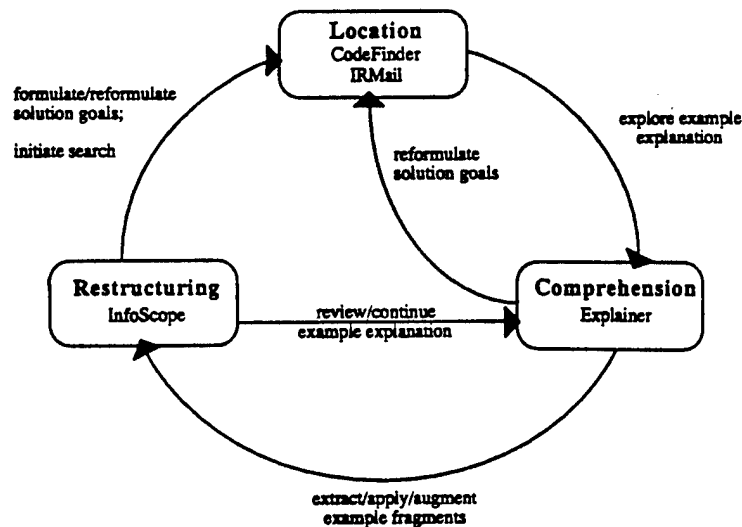 Location
CodeFinder
IRMail
formulate/reformulate
solution goals;
initiate search
explore example
explanation
reformulate
solution goals
Restructuring
InfoScope
review/continue
example explanation
Comprehension
Explainer
extract/apply/augment
example fragments